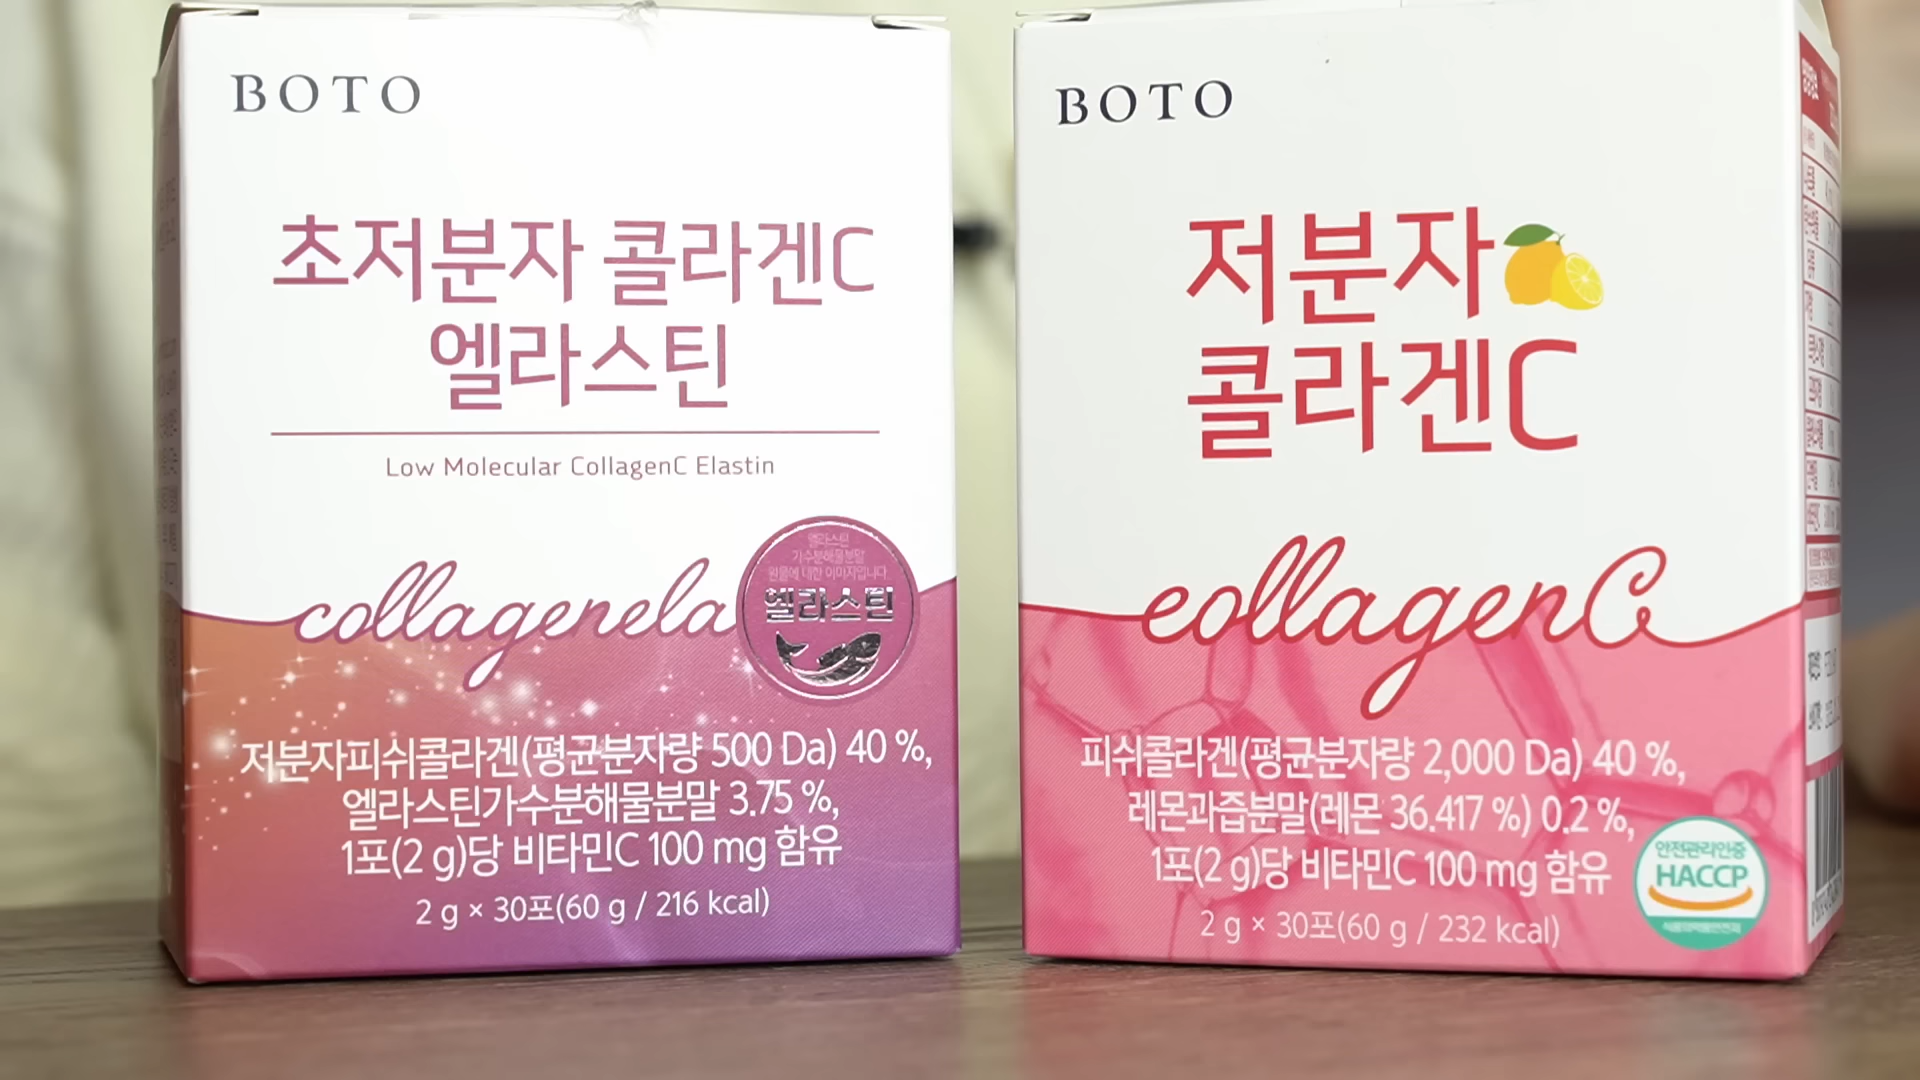 BOTO
초저분자 콜라겐C
엘라스틴
Low Molecular CollagenC Elastin
collagenela
엘라스틴
가수분해물분말
원물에 대한 이미지입니다
엘라스틴
저분자피쉬콜라겐(평균분자량 500 Da) 40 %,
엘라스틴가수분해물분말 3.75 %,
1포(2 g)당 비타민C 100 mg 함유
2 g × 30포(60 g / 216 kcal)
BOTO
저분자
콜라겐C
collagenC
피쉬콜라겐(평균분자량 2,000 Da) 40 %,
레몬과즙분말(레몬 36.417 %) 0.2 %,
1포(2 g)당 비타민C 100 mg 함유
2 g × 30포(60 g / 232 kcal)
안전관리인증
HACCP
식품의약품안전처